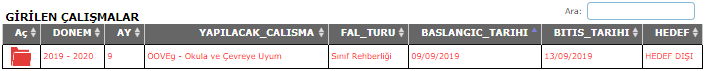 GİRİLEN ÇALIŞMALAR
Ara:
Aç DONEM AY YAPILACAK_CALISMA FAL_TURU BASLANGIC_TARIHI BITIS_TARIHI HEDEF
2019 - 2020 9 OOVEg - Okula ve Çevreye Uyum Sınıf Rehberliği 09/09/2019 13/09/2019 HEDEF DIŞI